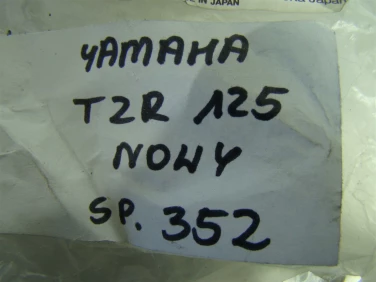 IN JAPAN
YAMAHA
TZR 125
NOWY
SP. 352